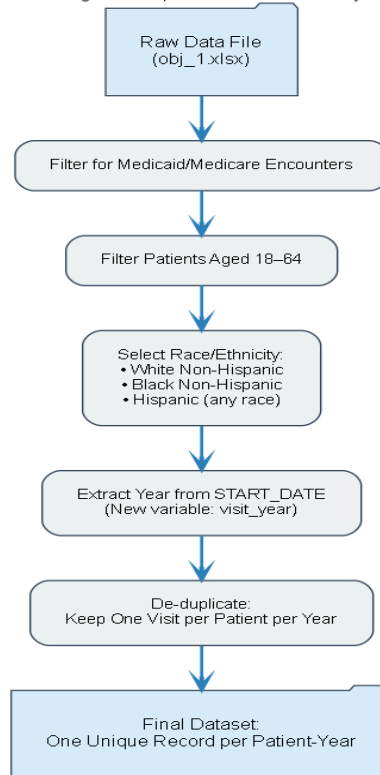 Raw Data File
(obj_1.xlsx)
Filter for Medicaid/Medicare Encounters
Filter Patients Aged 18–64
Select Race/Ethnicity:
• White Non-Hispanic
• Black Non-Hispanic
• Hispanic (any race)
Extract Year from START_DATE
(New variable: visit_year)
De-duplicate:
Keep One Visit per Patient per Year
Final Dataset:
One Unique Record per Patient-Year